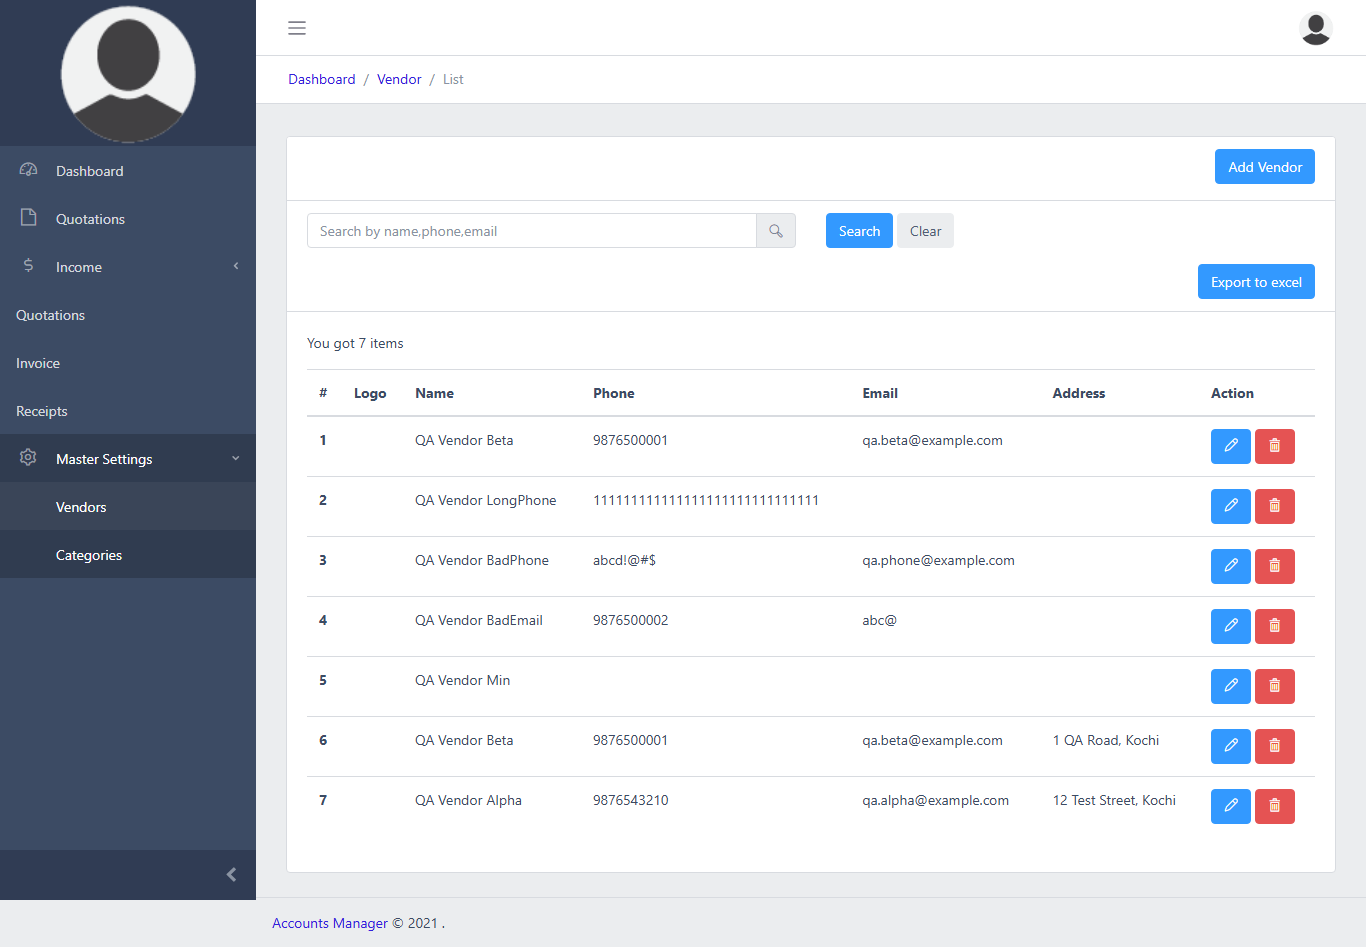 Dashboard / Vendor / List
Dashboard
Quotations
$ Income
Quotations
Invoice
Receipts
Master Settings
Vendors
Categories
Add Vendor
Search by name,phone,email
Search Clear
Export to excel
You got 7 items
# Logo Name Phone Email Address Action
1 QA Vendor Beta 9876500001 qa.beta@example.com
2 QA Vendor LongPhone 111111111111111111111111111111
3 QA Vendor BadPhone abcd!@#$ qa.phone@example.com
4 QA Vendor BadEmail 9876500002 abc@
5 QA Vendor Min
6 QA Vendor Beta 9876500001 qa.beta@example.com 1 QA Road, Kochi
7 QA Vendor Alpha 9876543210 qa.alpha@example.com 12 Test Street, Kochi
Accounts Manager © 2021 .